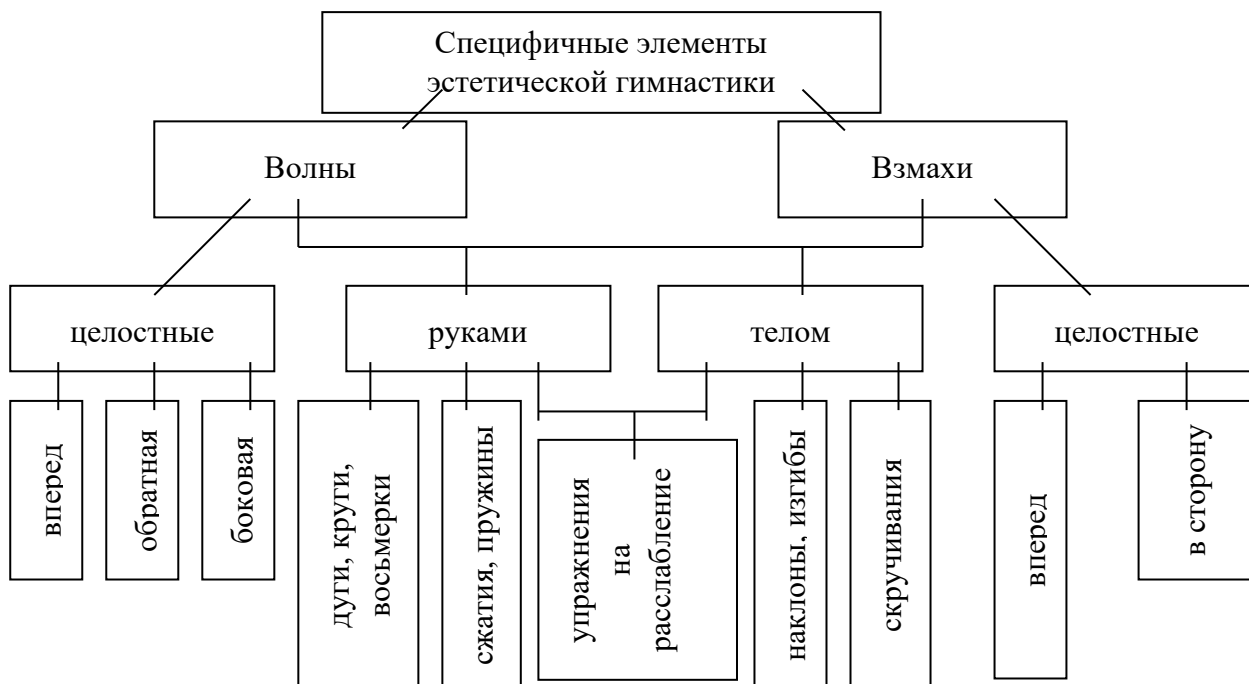 Специфичные элементы
эстетической гимнастики
Волны
Взмахи
целостные
руками
телом
целостные
вперед
обратная
боковая
дуги, круги,
восьмерки
сжатия, пружины
упражнения
на
расслабление
наклоны, изгибы
скручивания
вперед
в сторону